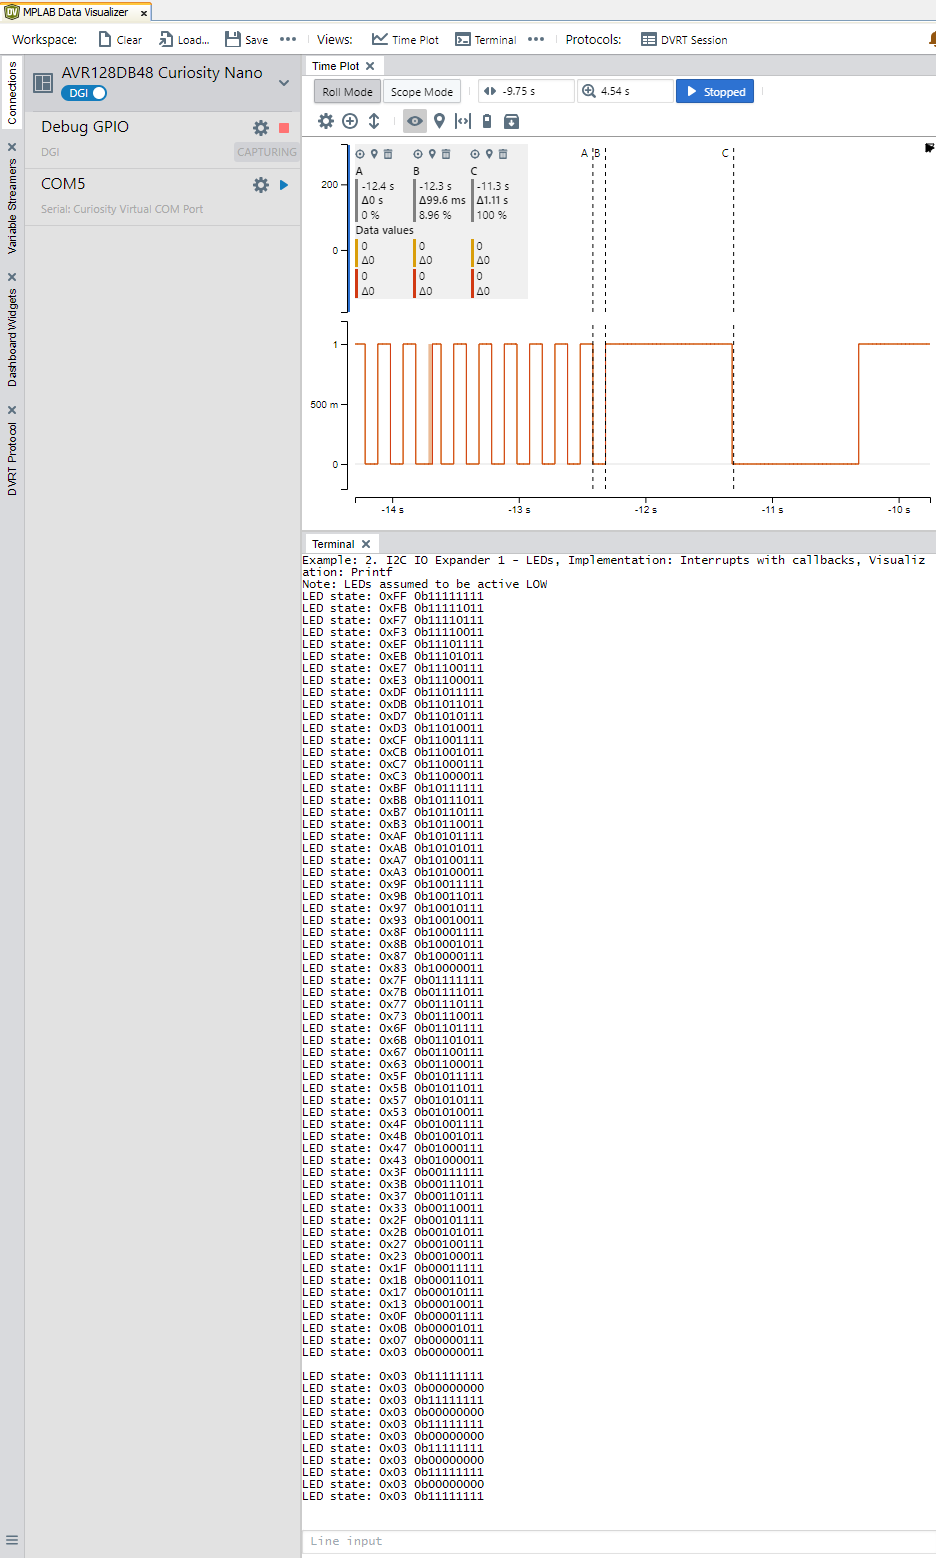 MPLAB Data Visualizer
Workspace: Clear Load... Save Views: Time Plot Terminal Protocols: DVRT Session
Connections
Variable Streamers
Dashboard Widgets
DVRT Protocol
AVR128DB48 Curiosity Nano
DGI
Debug GPIO
DGI CAPTURING
COM5
Serial: Curiosity Virtual COM Port
Time Plot
Roll Mode Scope Mode -9.75 s 4.54 s Stopped
A B C
A B C
-12.4 s -12.3 s -11.3 s
Δ0 s Δ99.6 ms Δ1.11 s
0 % 8.96 % 100 %
Data values
0 0 0
Δ0 Δ0 Δ0
0 0 0
Δ0 Δ0 Δ0
200
0
1
500 m
0
-14 s -13 s -12 s -11 s -10 s
Terminal
Example: 2. I2C IO Expander 1 - LEDs, Implementation: Interrupts with callbacks, Visualiz
ation: Printf
Note: LEDs assumed to be active LOW
LED state: 0xFF 0b11111111
LED state: 0xFB 0b11111011
LED state: 0xF7 0b11110111
LED state: 0xF3 0b11110011
LED state: 0xEF 0b11101111
LED state: 0xEB 0b11101011
LED state: 0xE7 0b11100111
LED state: 0xE3 0b11100011
LED state: 0xDF 0b11011111
LED state: 0xDB 0b11011011
LED state: 0xD7 0b11010111
LED state: 0xD3 0b11010011
LED state: 0xCF 0b11001111
LED state: 0xCB 0b11001011
LED state: 0xC7 0b11000111
LED state: 0xC3 0b11000011
LED state: 0xBF 0b10111111
LED state: 0xBB 0b10111011
LED state: 0xB7 0b10110111
LED state: 0xB3 0b10110011
LED state: 0xAF 0b10101111
LED state: 0xAB 0b10101011
LED state: 0xA7 0b10100111
LED state: 0xA3 0b10100011
LED state: 0x9F 0b10011111
LED state: 0x9B 0b10011011
LED state: 0x97 0b10010111
LED state: 0x93 0b10010011
LED state: 0x8F 0b10001111
LED state: 0x8B 0b10001011
LED state: 0x87 0b10000111
LED state: 0x83 0b10000011
LED state: 0x7F 0b01111111
LED state: 0x7B 0b01111011
LED state: 0x77 0b01110111
LED state: 0x73 0b01110011
LED state: 0x6F 0b01101111
LED state: 0x6B 0b01101011
LED state: 0x67 0b01100111
LED state: 0x63 0b01100011
LED state: 0x5F 0b01011111
LED state: 0x5B 0b01011011
LED state: 0x57 0b01010111
LED state: 0x53 0b01010011
LED state: 0x4F 0b01001111
LED state: 0x4B 0b01001011
LED state: 0x47 0b01000111
LED state: 0x43 0b01000011
LED state: 0x3F 0b00111111
LED state: 0x3B 0b00111011
LED state: 0x37 0b00110111
LED state: 0x33 0b00110011
LED state: 0x2F 0b00101111
LED state: 0x2B 0b00101011
LED state: 0x27 0b00100111
LED state: 0x23 0b00100011
LED state: 0x1F 0b00011111
LED state: 0x1B 0b00011011
LED state: 0x17 0b00010111
LED state: 0x13 0b00010011
LED state: 0x0F 0b00001111
LED state: 0x0B 0b00001011
LED state: 0x07 0b00000111
LED state: 0x03 0b00000011
LED state: 0x03 0b11111111
LED state: 0x03 0b00000000
LED state: 0x03 0b11111111
LED state: 0x03 0b00000000
LED state: 0x03 0b11111111
LED state: 0x03 0b00000000
LED state: 0x03 0b11111111
LED state: 0x03 0b00000000
LED state: 0x03 0b11111111
LED state: 0x03 0b00000000
LED state: 0x03 0b11111111
Line input